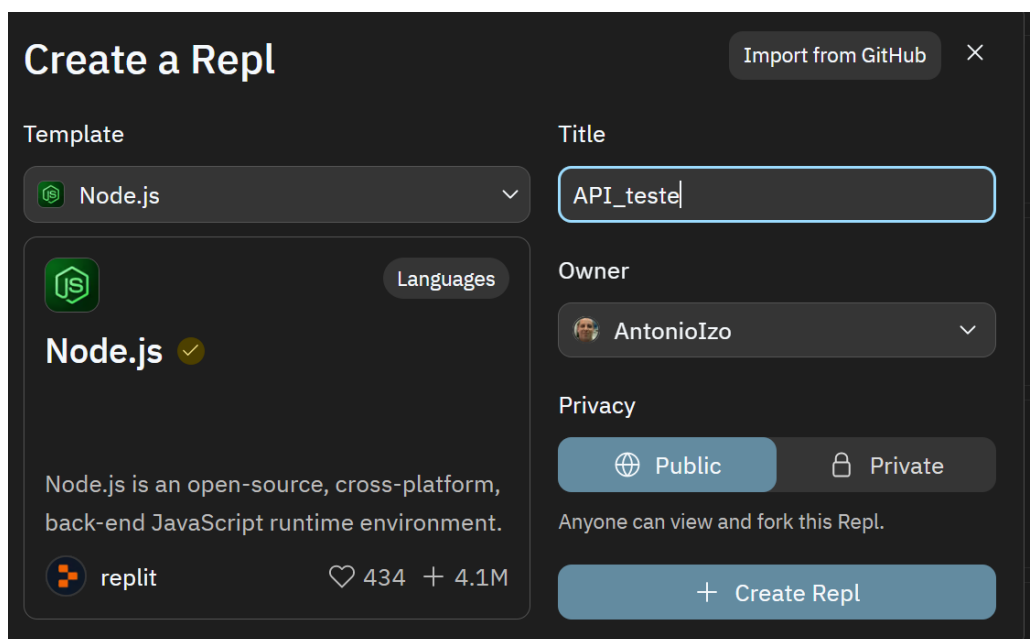 Create a Repl
Import from GitHub
Template
Node.js
Languages
Node.js
Node.js is an open-source, cross-platform,
back-end JavaScript runtime environment.
replit
434
4.1M
Title
API_teste
Owner
AntonioIzo
Privacy
Public
Private
Anyone can view and fork this Repl.
+ Create Repl